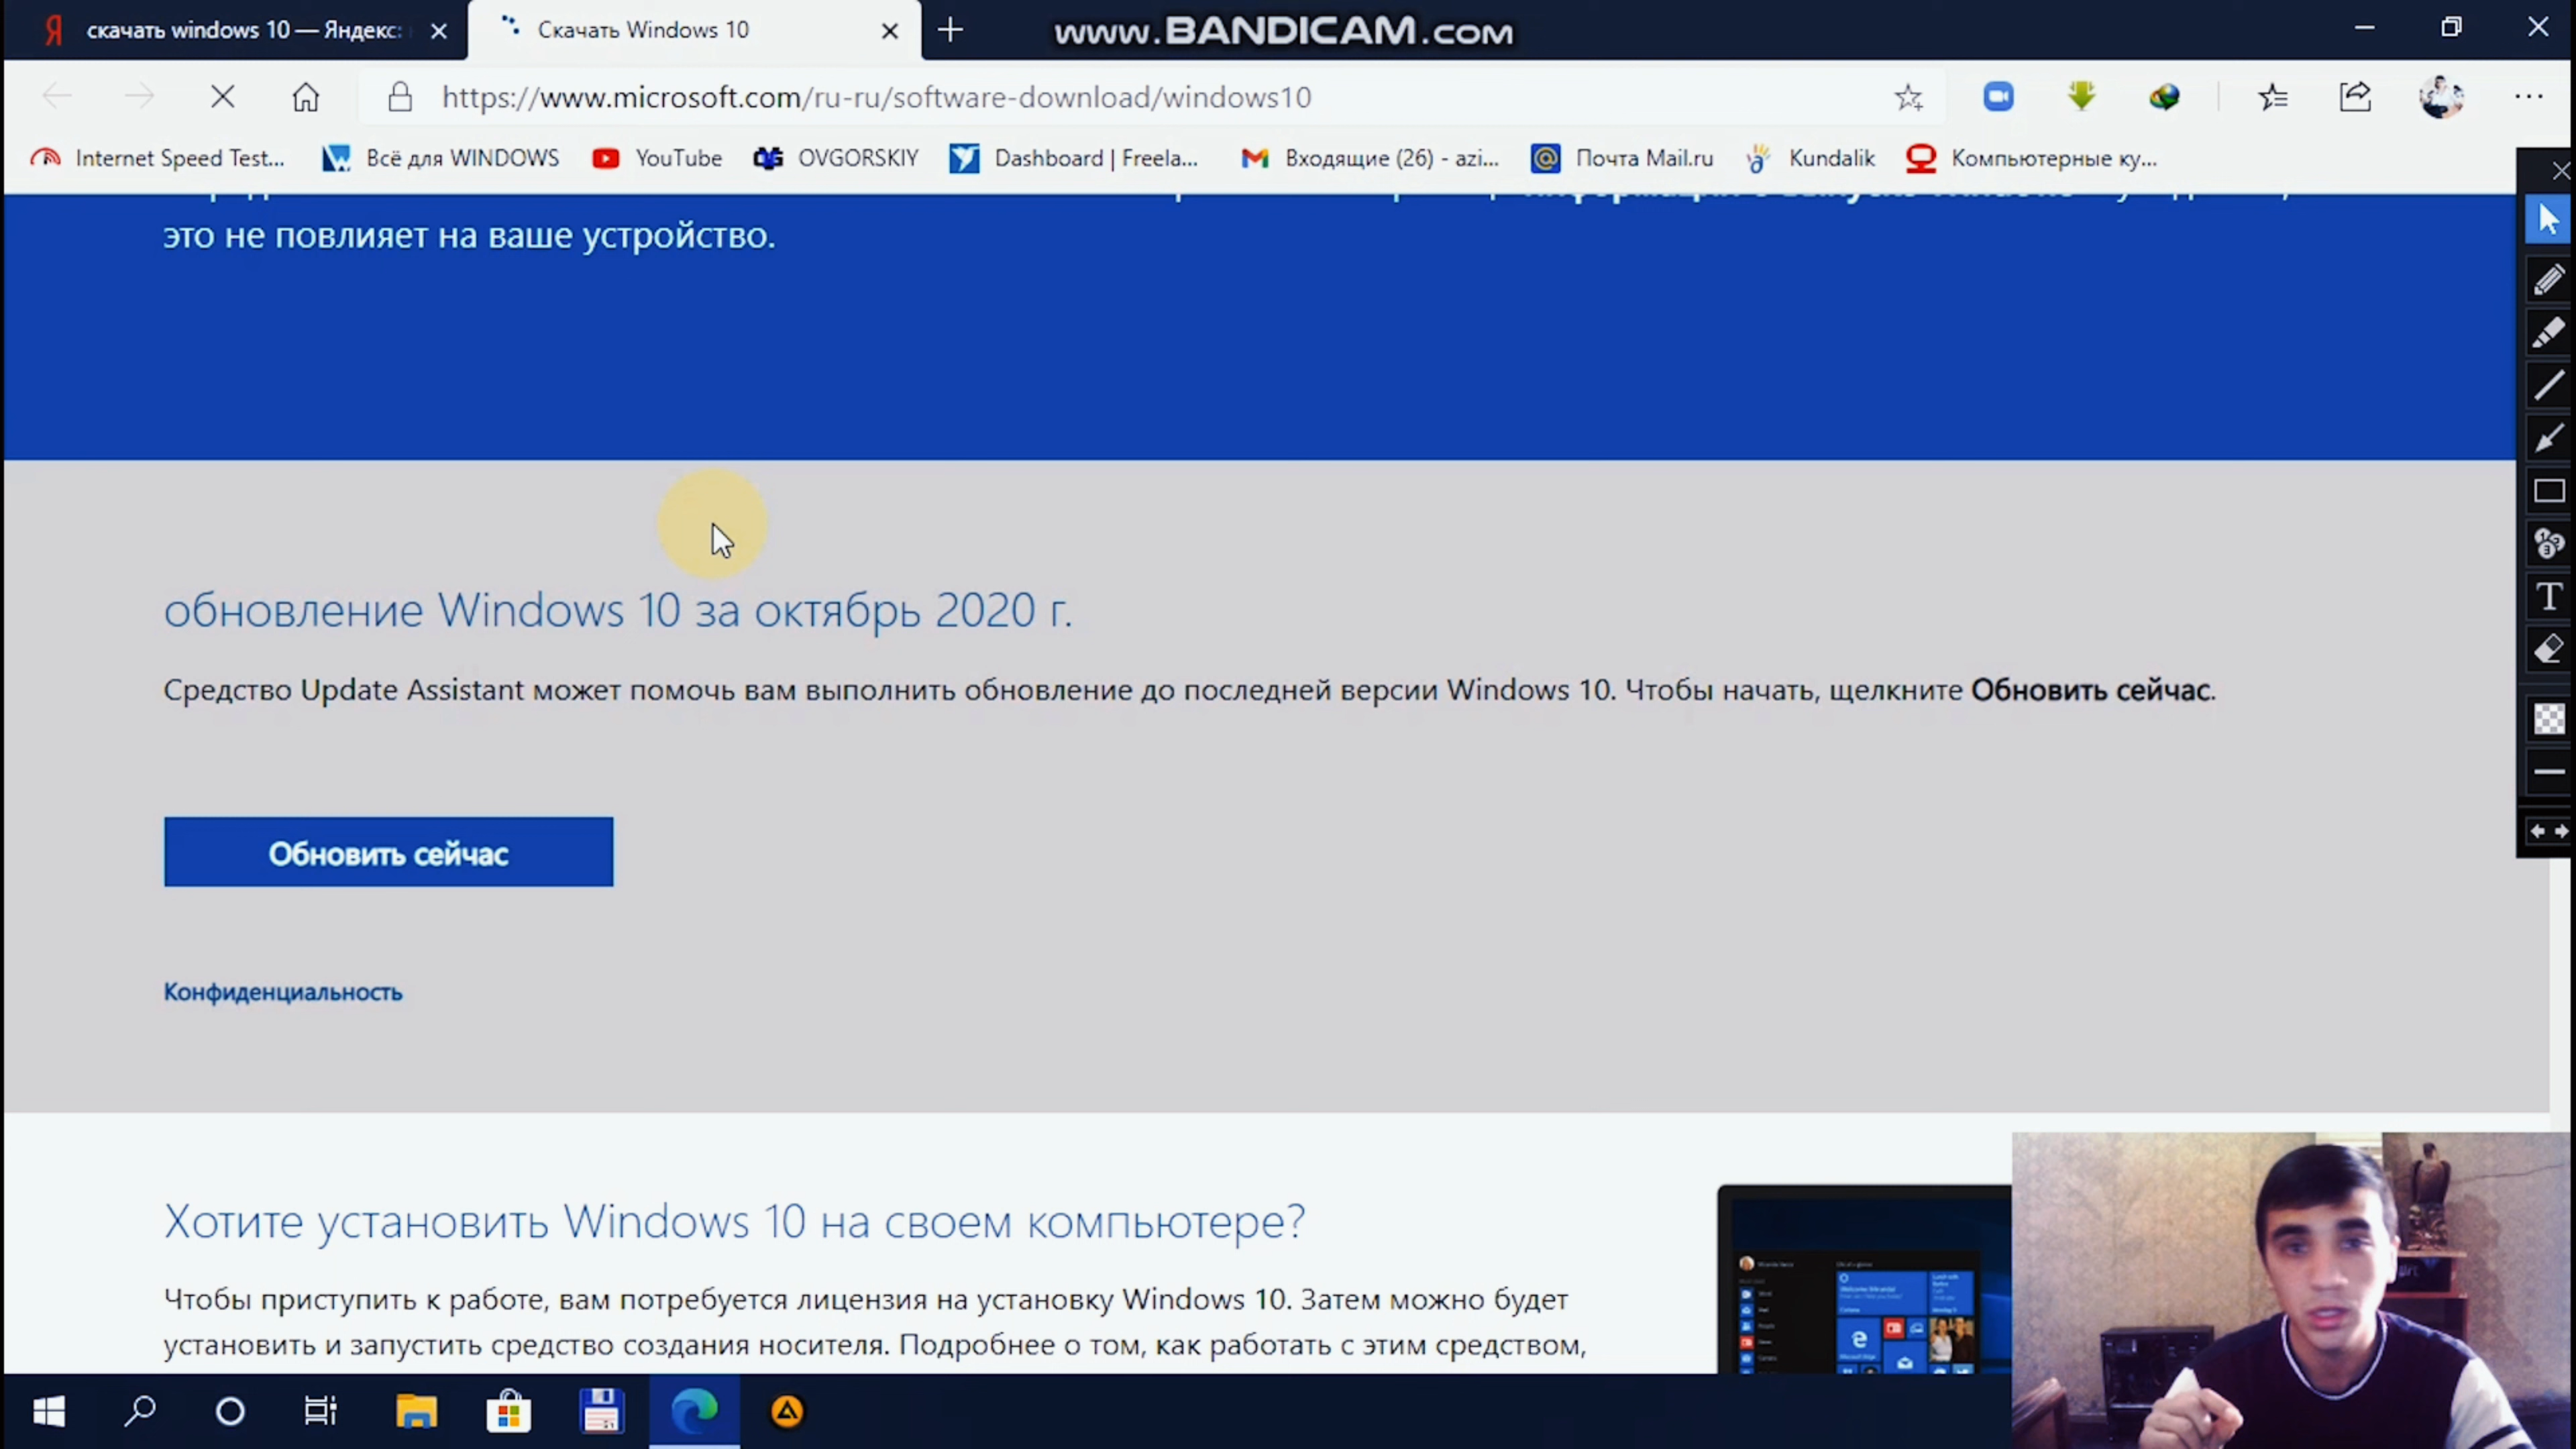 скачать windows 10 — Яндекс:
Скачать Windows 10
www.BANDICAM.com
https://www.microsoft.com/ru-ru/software-download/windows10
Internet Speed Test...
Всё для WINDOWS
YouTube
OVGORSKIY
Dashboard | Freela...
Входящие (26) - azi...
Почта Mail.ru
Kundalik
Компьютерные ку...
это не повлияет на ваше устройство.
обновление Windows 10 за октябрь 2020 г.
Средство Update Assistant может помочь вам выполнить обновление до последней версии Windows 10. Чтобы начать, щелкните Обновить сейчас.
Обновить сейчас
Конфиденциальность
Хотите установить Windows 10 на своем компьютере?
Чтобы приступить к работе, вам потребуется лицензия на установку Windows 10. Затем можно будет
установить и запустить средство создания носителя. Подробнее о том, как работать с этим средством,